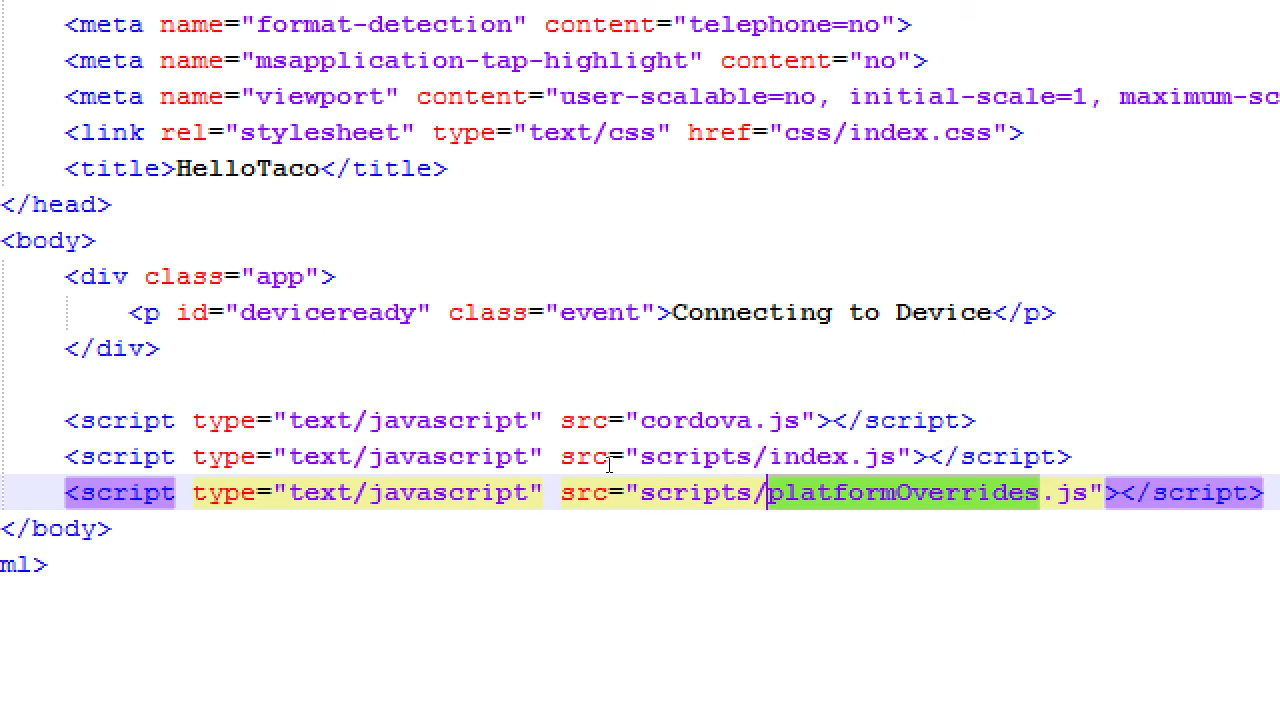 <meta name="format-detection" content="telephone=no">
<meta name="msapplication-tap-highlight" content="no">
<meta name="viewport" content="user-scalable=no, initial-scale=1, maximum-sc
<link rel="stylesheet" type="text/css" href="css/index.css">
<title>HelloTaco</title>
</head>
<body>
<div class="app">
<p id="deviceready" class="event">Connecting to Device</p>
</div>
<script type="text/javascript" src="cordova.js"></script>
<script type="text/javascript" src="scripts/index.js"></script>
<script type="text/javascript" src="scripts/platformOverrides.js"></script>
</body>
ml>